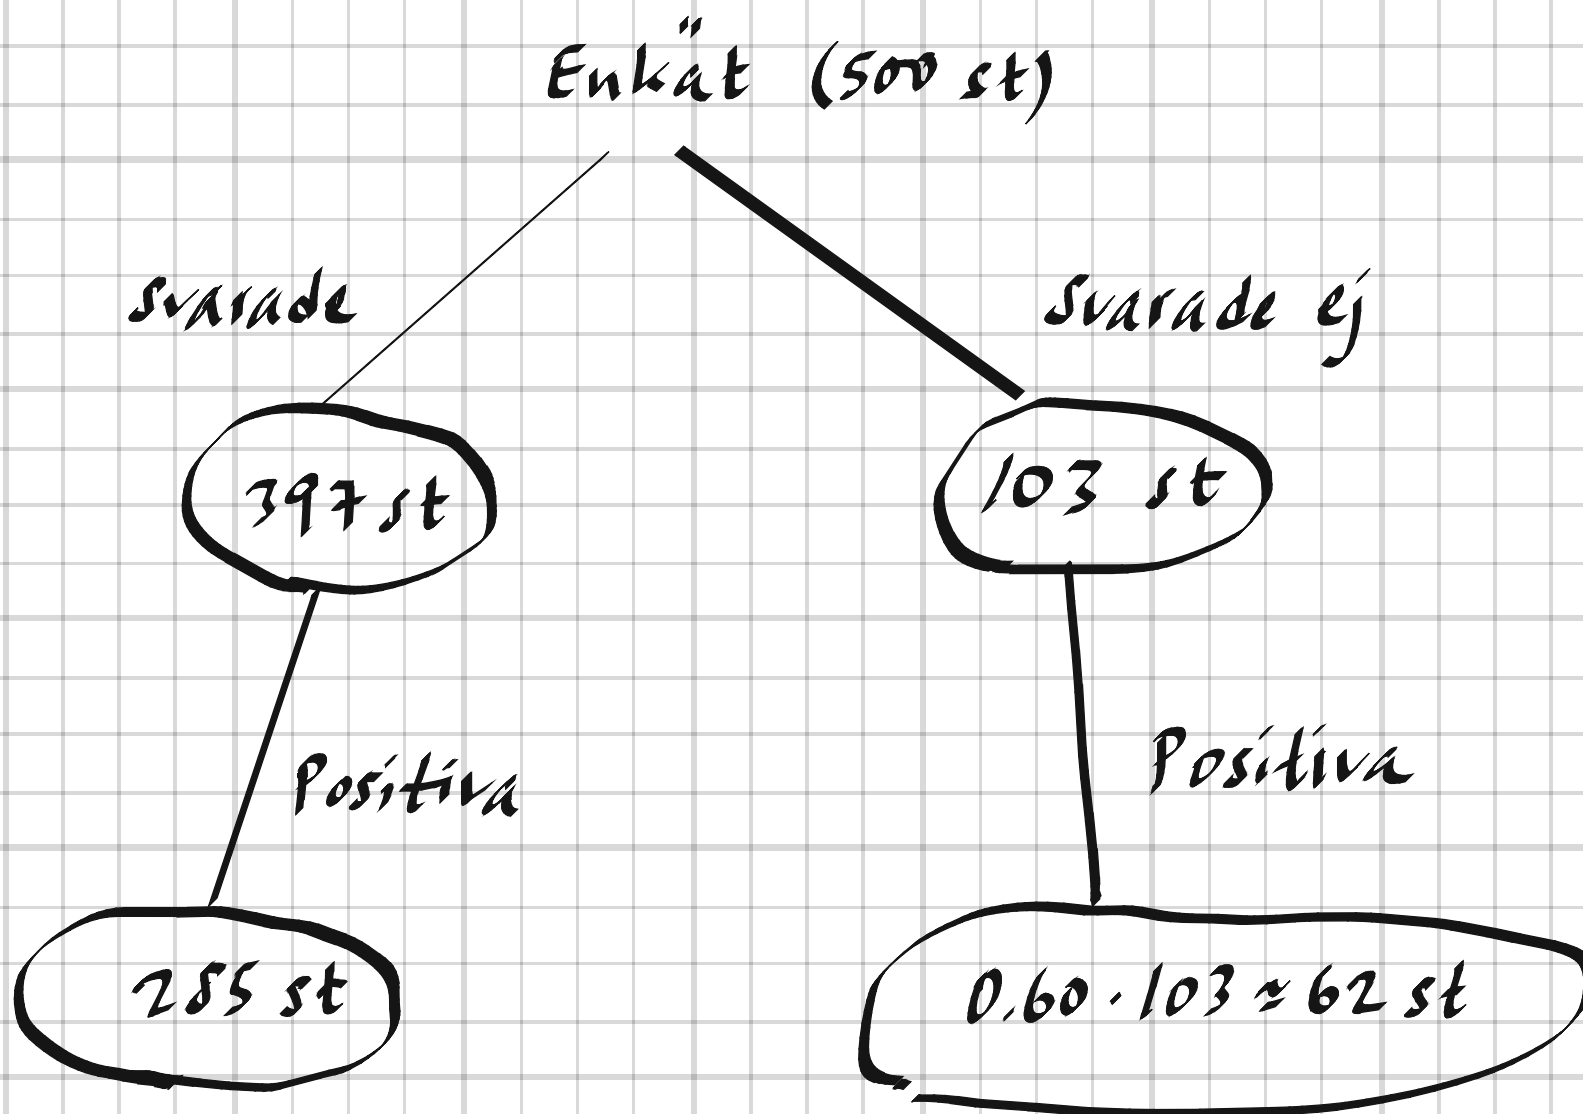 Enkät (500 st)
Svarade
Svarade ej
397 st
103 st
Positiva
Positiva
285 st
0.60 · 103 ≈ 62 st